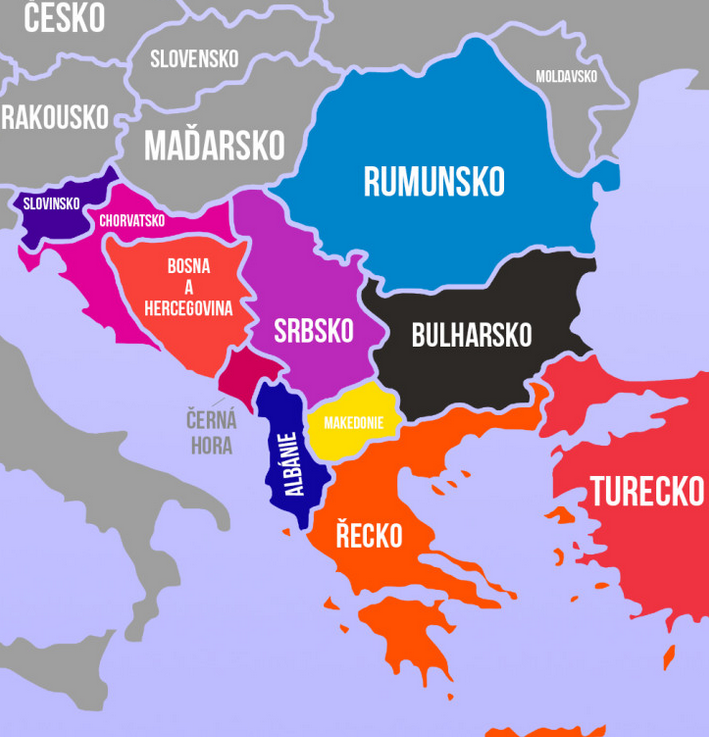 ČESKO
SLOVENSKO
MOLDAVSKO
RAKOUSKO
MAĎARSKO
RUMUNSKO
SLOVINSKO
CHORVATSKO
BOSNA
A
HERCEGOVINA
SRBSKO
BULHARSKO
ČERNÁ
HORA
MAKEDONIE
ALBÁNIE
TURECKO
ŘECKO